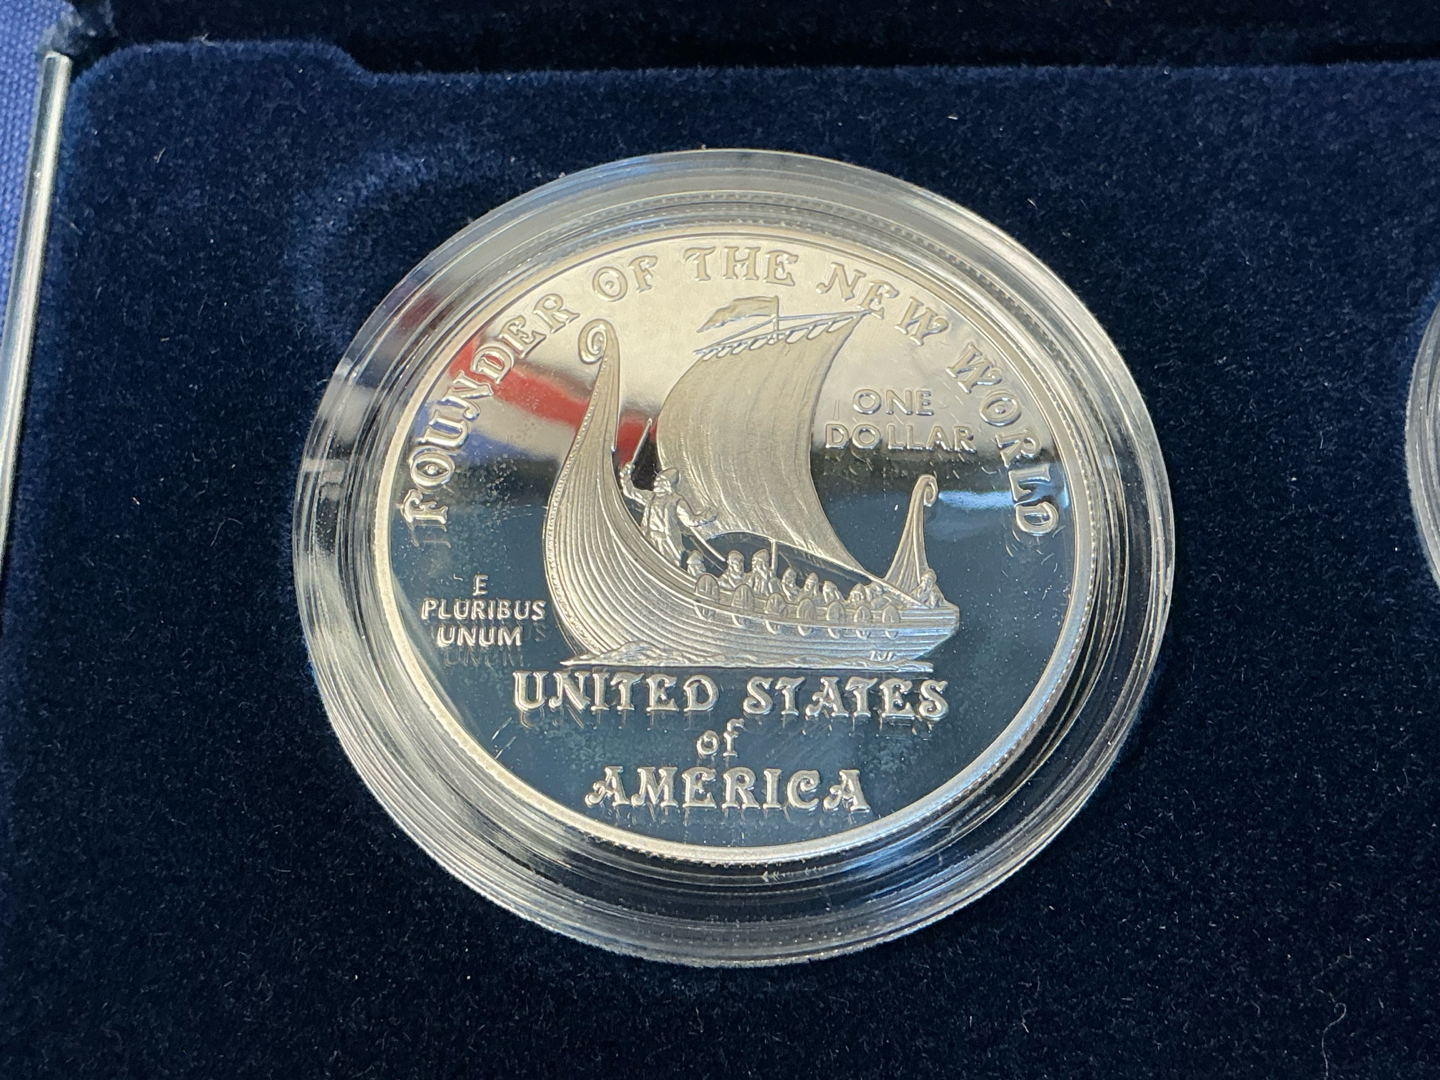 FOUNDER OF THE NEW WORLD
ONE
DOLLAR
E
PLURIBUS
UNUM
UNITED STATES
of
AMERICA